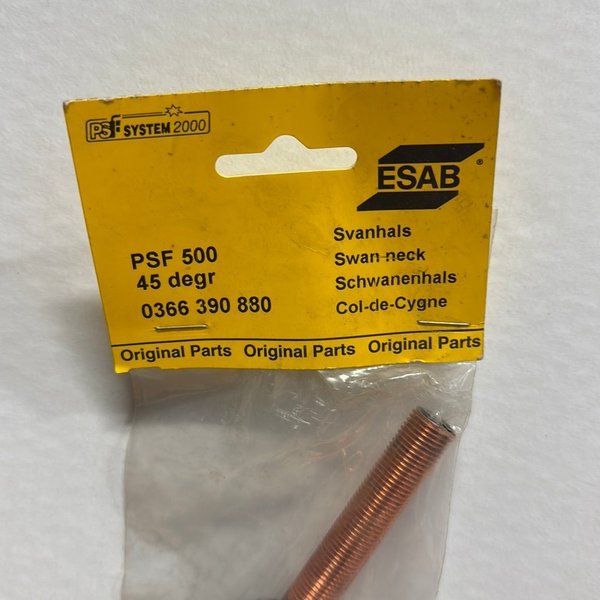 PSF SYSTEM 2000
ESAB®
PSF 500
45 degr
0366 390 880
Svanhals
Swan neck
Schwanenhals
Col-de-Cygne
Original Parts Original Parts Original Parts